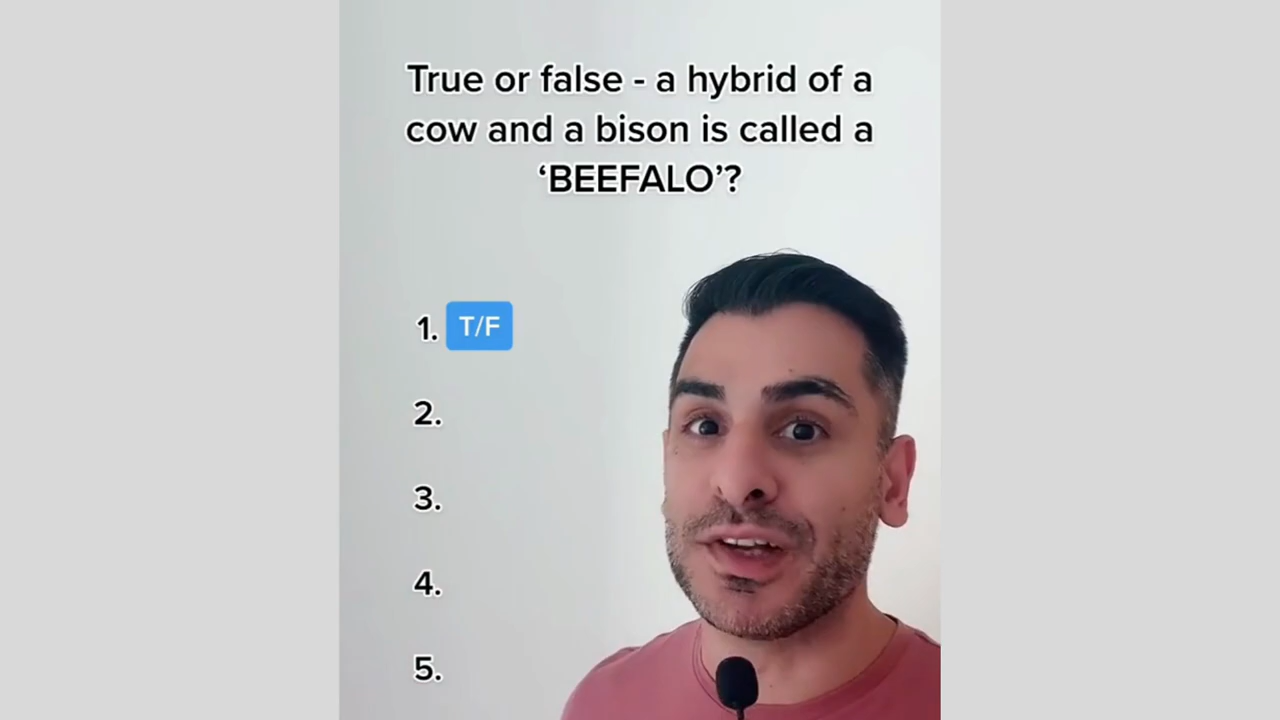 True or false - a hybrid of a
cow and a bison is called a
‘BEEFALO’?
1. T/F
2.
3.
4.
5.